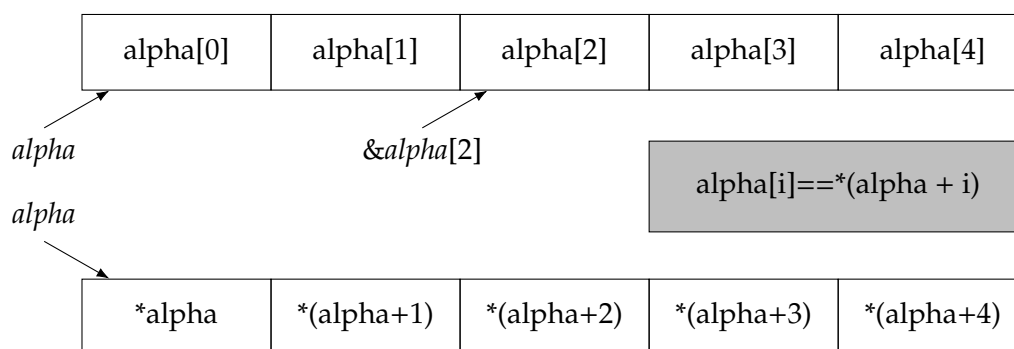 alpha[0] alpha[1] alpha[2] alpha[3] alpha[4]
alpha &alpha[2]
alpha[i]==*(alpha + i)
alpha
*alpha *(alpha+1) *(alpha+2) *(alpha+3) *(alpha+4)